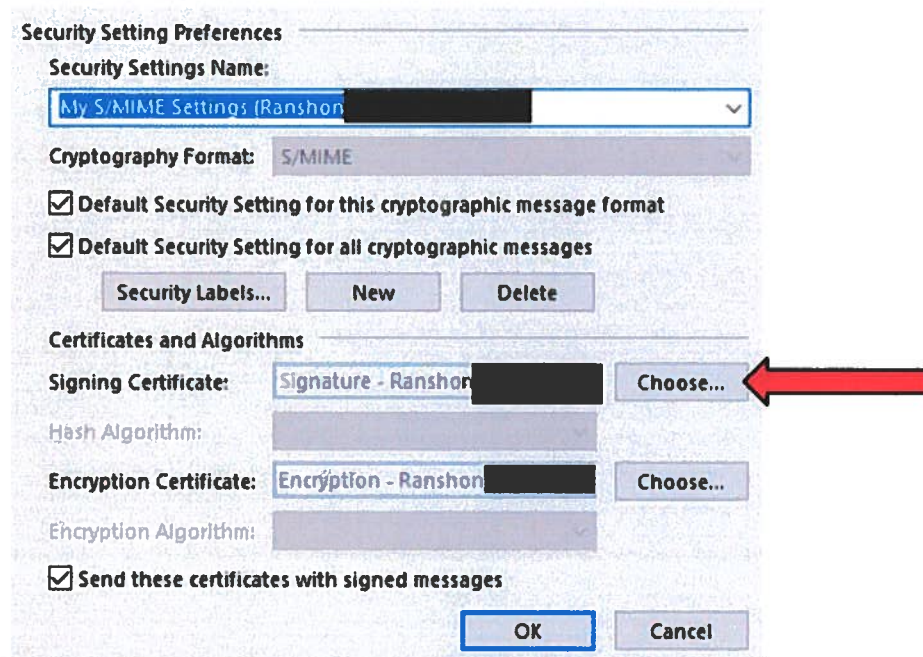 Security Setting Preferences
Security Settings Name:
My S/MIME Settings (Ranshon
Cryptography Format: S/MIME
Default Security Setting for this cryptographic message format
Default Security Setting for all cryptographic messages
Security Labels... New Delete
Certificates and Algorithms
Signing Certificate: Signature - Ranshon Choose...
Hash Algorithm:
Encryption Certificate: Encryption - Ranshon Choose...
Encryption Algorithm:
Send these certificates with signed messages
OK Cancel